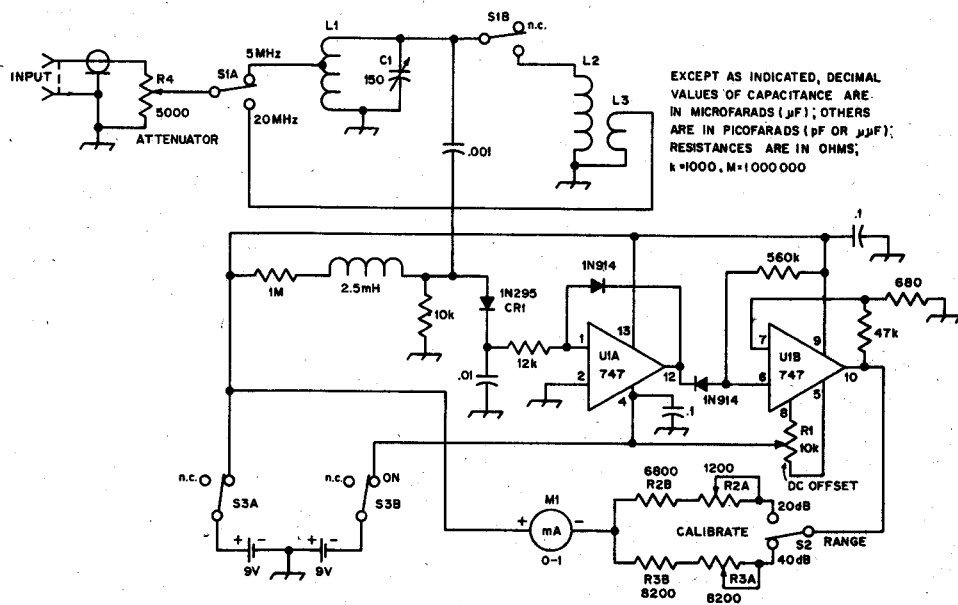 INPUT
R4
5000
ATTENUATOR
S1A
5MHz
20MHz
L1
C1
150
.001
S1B
n.c.
L2
L3
EXCEPT AS INDICATED, DECIMAL
VALUES OF CAPACITANCE ARE
IN MICROFARADS (µF); OTHERS
ARE IN PICOFARADS (pF OR µµF);
RESISTANCES ARE IN OHMS;
k=1000, M=1000000
1M
2.5mH
10k
1N295
CR1
.01
12k
1N914
1
2
U1A
747
13
4
12
.1
1N914
560k
.1
680
47k
7
6
U1B
747
9
10
8
5
R1
10k
DC OFFSET
n.c.
S3A
+ -
9V
n.c.
S3B
ON
+ -
9V
M1
+ mA -
0-1
6800
R2B
1200
R2A
20dB
CALIBRATE
S2
RANGE
40dB
R3B
8200
R3A
8200